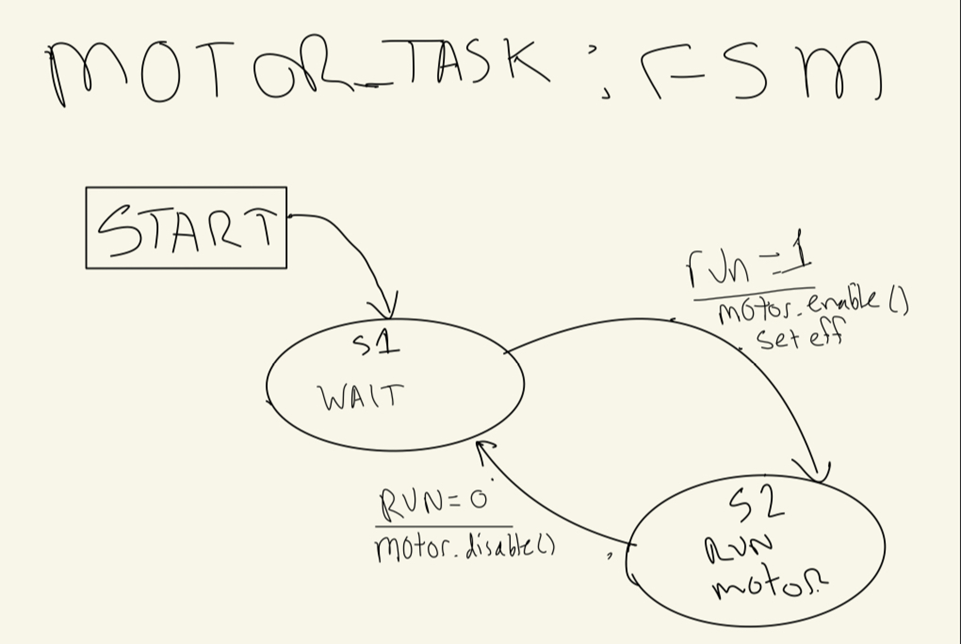 MOTOR_TASK : FSM
START
run = 1
motor.enable()
set eff
S1
WAIT
RUN = 0
motor.disable()
S2
RUN
motor